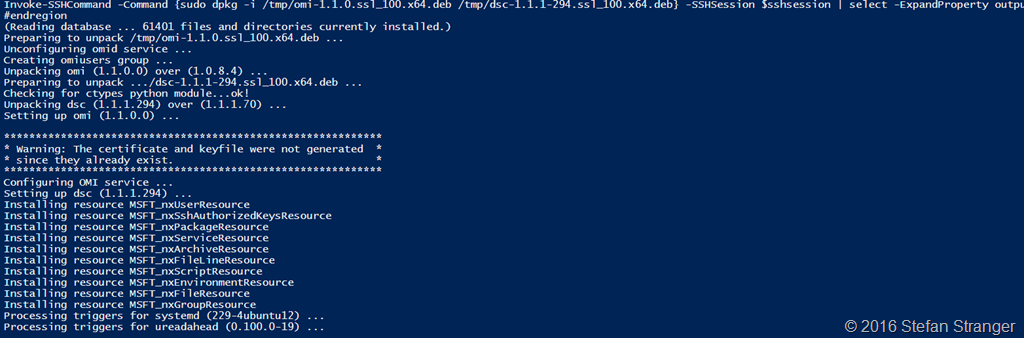 Invoke-SSHCommand -Command {sudo dpkg -i /tmp/omi-1.1.0.ssl_100.x64.deb /tmp/dsc-1.1.1-294.ssl_100.x64.deb} -SSHSession $sshsession | select -ExpandProperty outpu
#endregion
(Reading database ... 61401 files and directories currently installed.)
Preparing to unpack /tmp/omi-1.1.0.ssl_100.x64.deb ...
Unconfiguring omid service ...
Creating omiusers group ...
Unpacking omi (1.1.0.0) over (1.0.8.4) ...
Preparing to unpack .../dsc-1.1.1-294.ssl_100.x64.deb ...
Checking for ctypes python module...ok!
Unpacking dsc (1.1.1.294) over (1.1.1.70) ...
Setting up omi (1.1.0.0) ...
***********************************************************
* Warning: The certificate and keyfile were not generated  *
* since they already exist.                                *
***********************************************************
Configuring OMI service ...
Setting up dsc (1.1.1.294) ...
Installing resource MSFT_nxUserResource
Installing resource MSFT_nxSshAuthorizedKeysResource
Installing resource MSFT_nxPackageResource
Installing resource MSFT_nxServiceResource
Installing resource MSFT_nxArchiveResource
Installing resource MSFT_nxFileLineResource
Installing resource MSFT_nxScriptResource
Installing resource MSFT_nxEnvironmentResource
Installing resource MSFT_nxFileResource
Installing resource MSFT_nxGroupResource
Processing triggers for systemd (229-4ubuntu12) ...
Processing triggers for ureadahead (0.100.0-19) ...
© 2016 Stefan Stranger